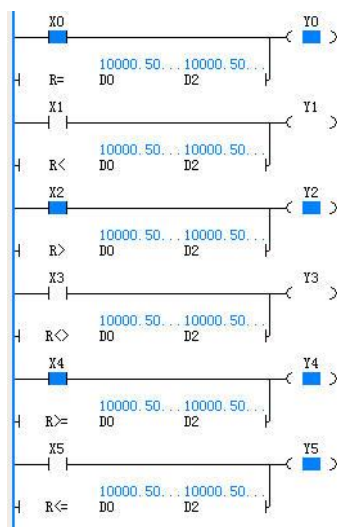 X0 Y0
10000.50...10000.50...
R= D0 D2
X1 Y1
10000.50...10000.50...
R< D0 D2
X2 Y2
10000.50...10000.50...
R> D0 D2
X3 Y3
10000.50...10000.50...
R<> D0 D2
X4 Y4
10000.50...10000.50...
R>= D0 D2
X5 Y5
10000.50...10000.50...
R<= D0 D2